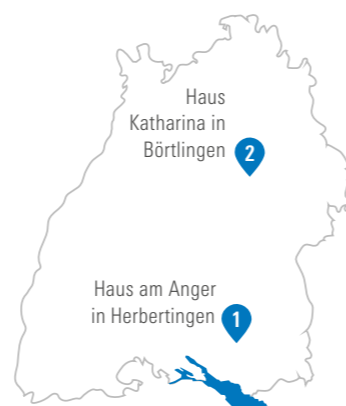 Haus
Katharina in
Börtlingen
2
Haus am Anger
in Herbertingen
1